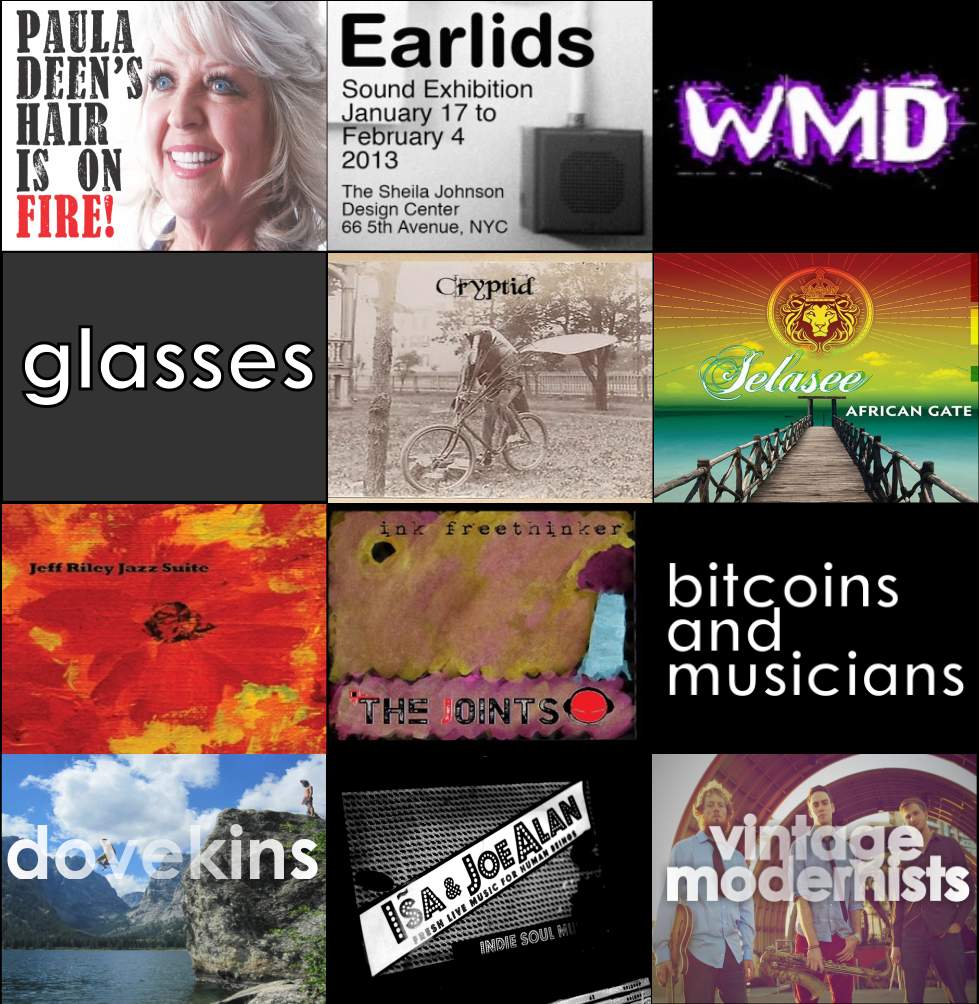 PAULA
DEEN'S
HAIR
IS ON
FIRE!
Earlids
Sound Exhibition
January 17 to
February 4
2013
The Sheila Johnson
Design Center
66 5th Avenue, NYC
WMD
glasses
Cryptid
Selasee
AFRICAN GATE
Jeff Riley Jazz Suite
ink freethinker
THE JOINTS
bitcoins
and
musicians
dovekins
ISA & JOE ALAN
FRESH LIVE MUSIC FOR HUMAN BEINGS
INDIE SOUL
vintage
modernists